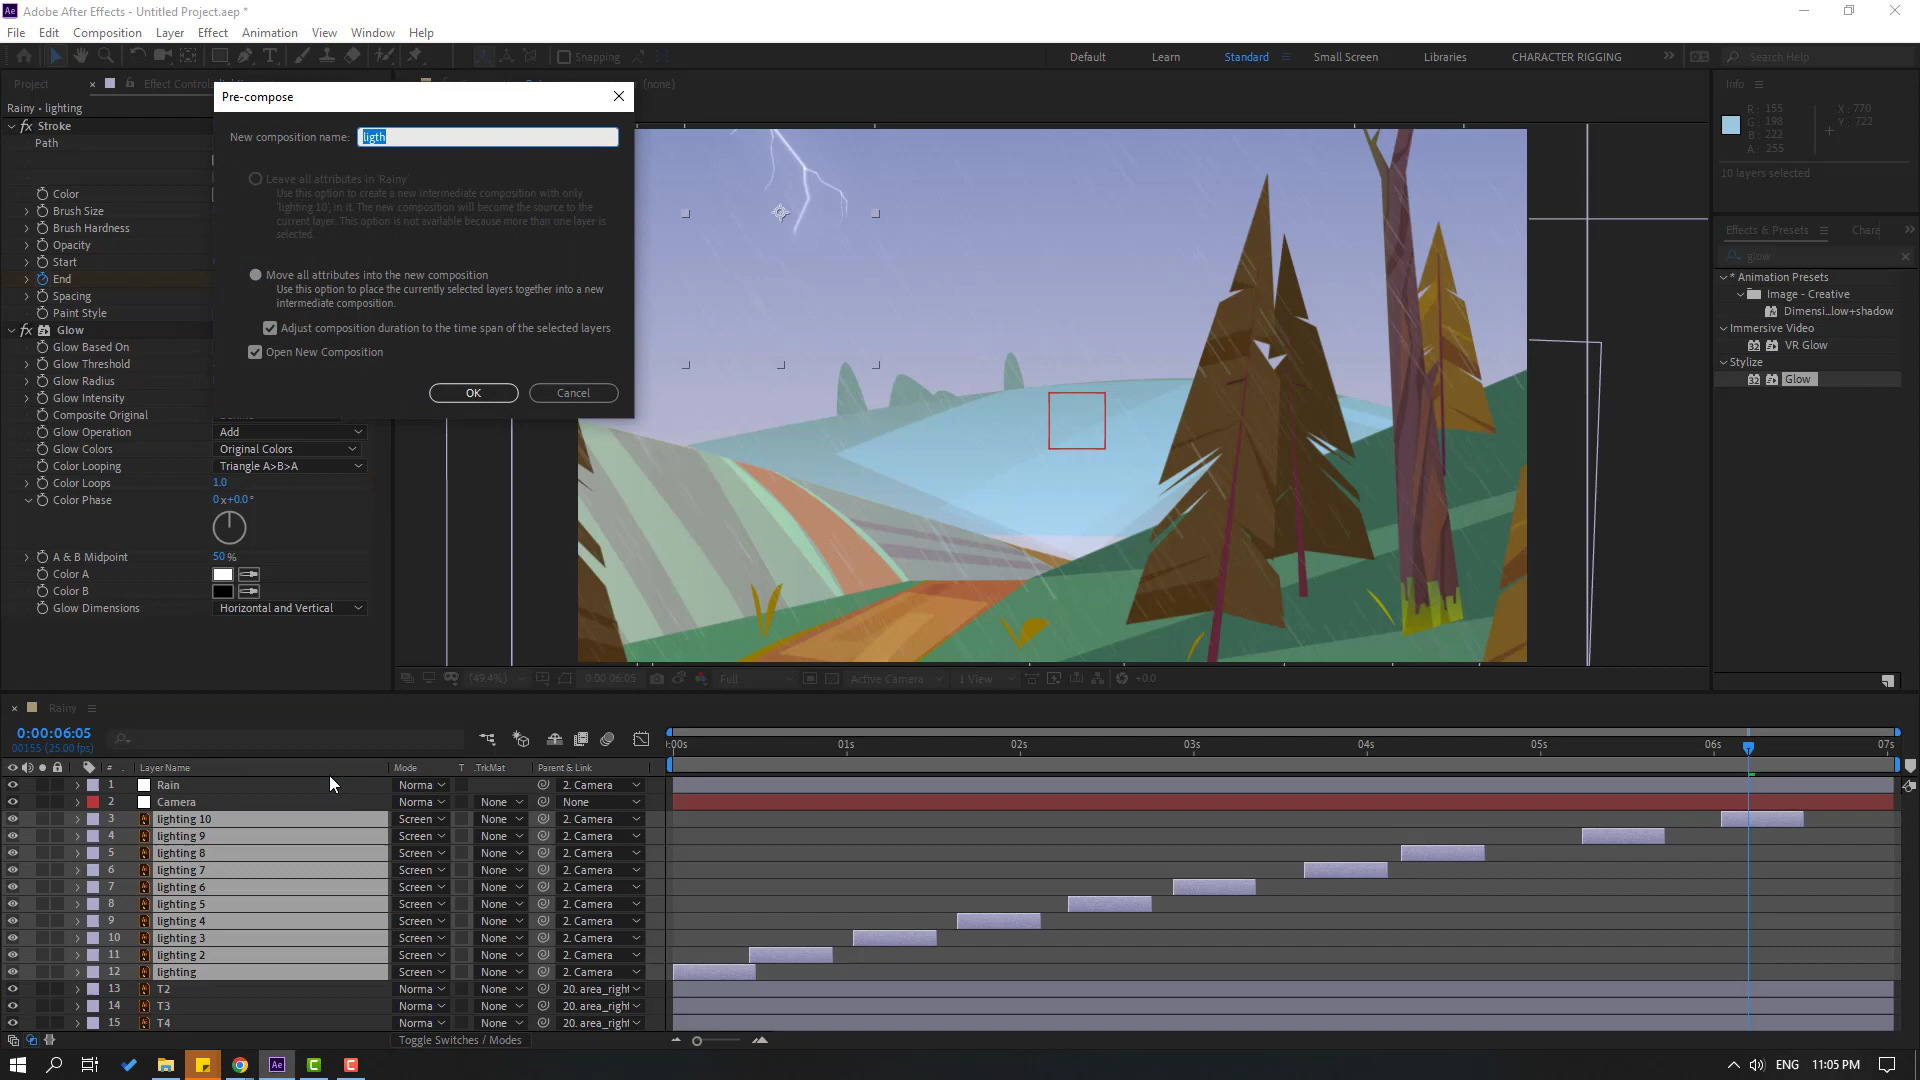 Adobe After Effects - Untitled Project.aep *
File Edit Composition Layer Effect Animation View Window Help
Snapping Default Learn Standard Small Screen Libraries CHARACTER RIGGING Search Help
Project Effect Controls (none)
Rainy • lighting
Stroke
Path
Color
Brush Size
Brush Hardness
Opacity
Start
End
Spacing
Paint Style
Glow
Glow Based On
Glow Threshold
Glow Radius
Glow Intensity
Composite Original
Glow Operation Add
Glow Colors Original Colors
Color Looping Triangle A>B>A
Color Loops 1.0
Color Phase 0 x+0.0 °
A & B Midpoint 50 %
Color A
Color B
Glow Dimensions Horizontal and Vertical
Pre-compose
New composition name: ligth
Leave all attributes in 'Rainy'
Use this option to create a new intermediate composition with only
'lighting 10', in it. The new composition will become the source to the
current layer. This option is not available because more than one layer is
selected.
Move all attributes into the new composition
Use this option to place the currently selected layers together into a new
intermediate composition.
Adjust composition duration to the time span of the selected layers
Open New Composition
OK Cancel
(49.4%) 0:00:06:05 Full Active Camera 1 View +0.0
Info
R : 155 X : 770
G : 198 Y : 722
B : 222
A : 255
10 layers selected
Effects & Presets
glow
* Animation Presets
Image - Creative
Dimensi...low+shadow
Immersive Video
VR Glow
Stylize
Glow
Rainy
0:00:06:05
00155 (25.00 fps)
:00s 01s 02s 03s 04s 05s 06s 07s
# Layer Name Mode T .TrkMat Parent & Link
1 Rain Norma 2. Camera
2 Camera Norma None None
3 lighting 10 Screen None 2. Camera
4 lighting 9 Screen None 2. Camera
5 lighting 8 Screen None 2. Camera
6 lighting 7 Screen None 2. Camera
7 lighting 6 Screen None 2. Camera
8 lighting 5 Screen None 2. Camera
9 lighting 4 Screen None 2. Camera
10 lighting 3 Screen None 2. Camera
11 lighting 2 Screen None 2. Camera
12 lighting Screen None 2. Camera
13 T2 Norma None 20. area_right
14 T3 Norma None 20. area_right
15 T4 Norma None 20. area_right
Toggle Switches / Modes
ENG 11:05 PM